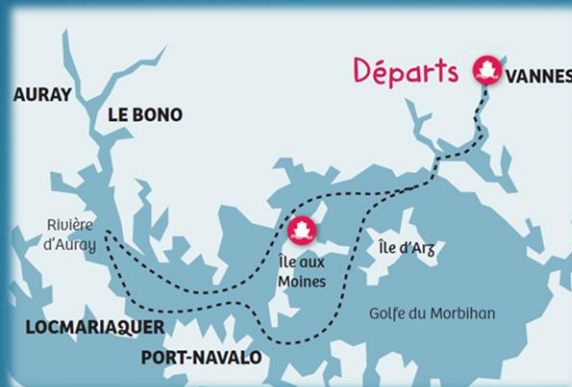 Départs
VANNES
AURAY
LE BONO
Rivière
d'Auray
Île aux
Moines
Île d'Arz
Golfe du Morbihan
LOCMARIAQUER
PORT-NAVALO